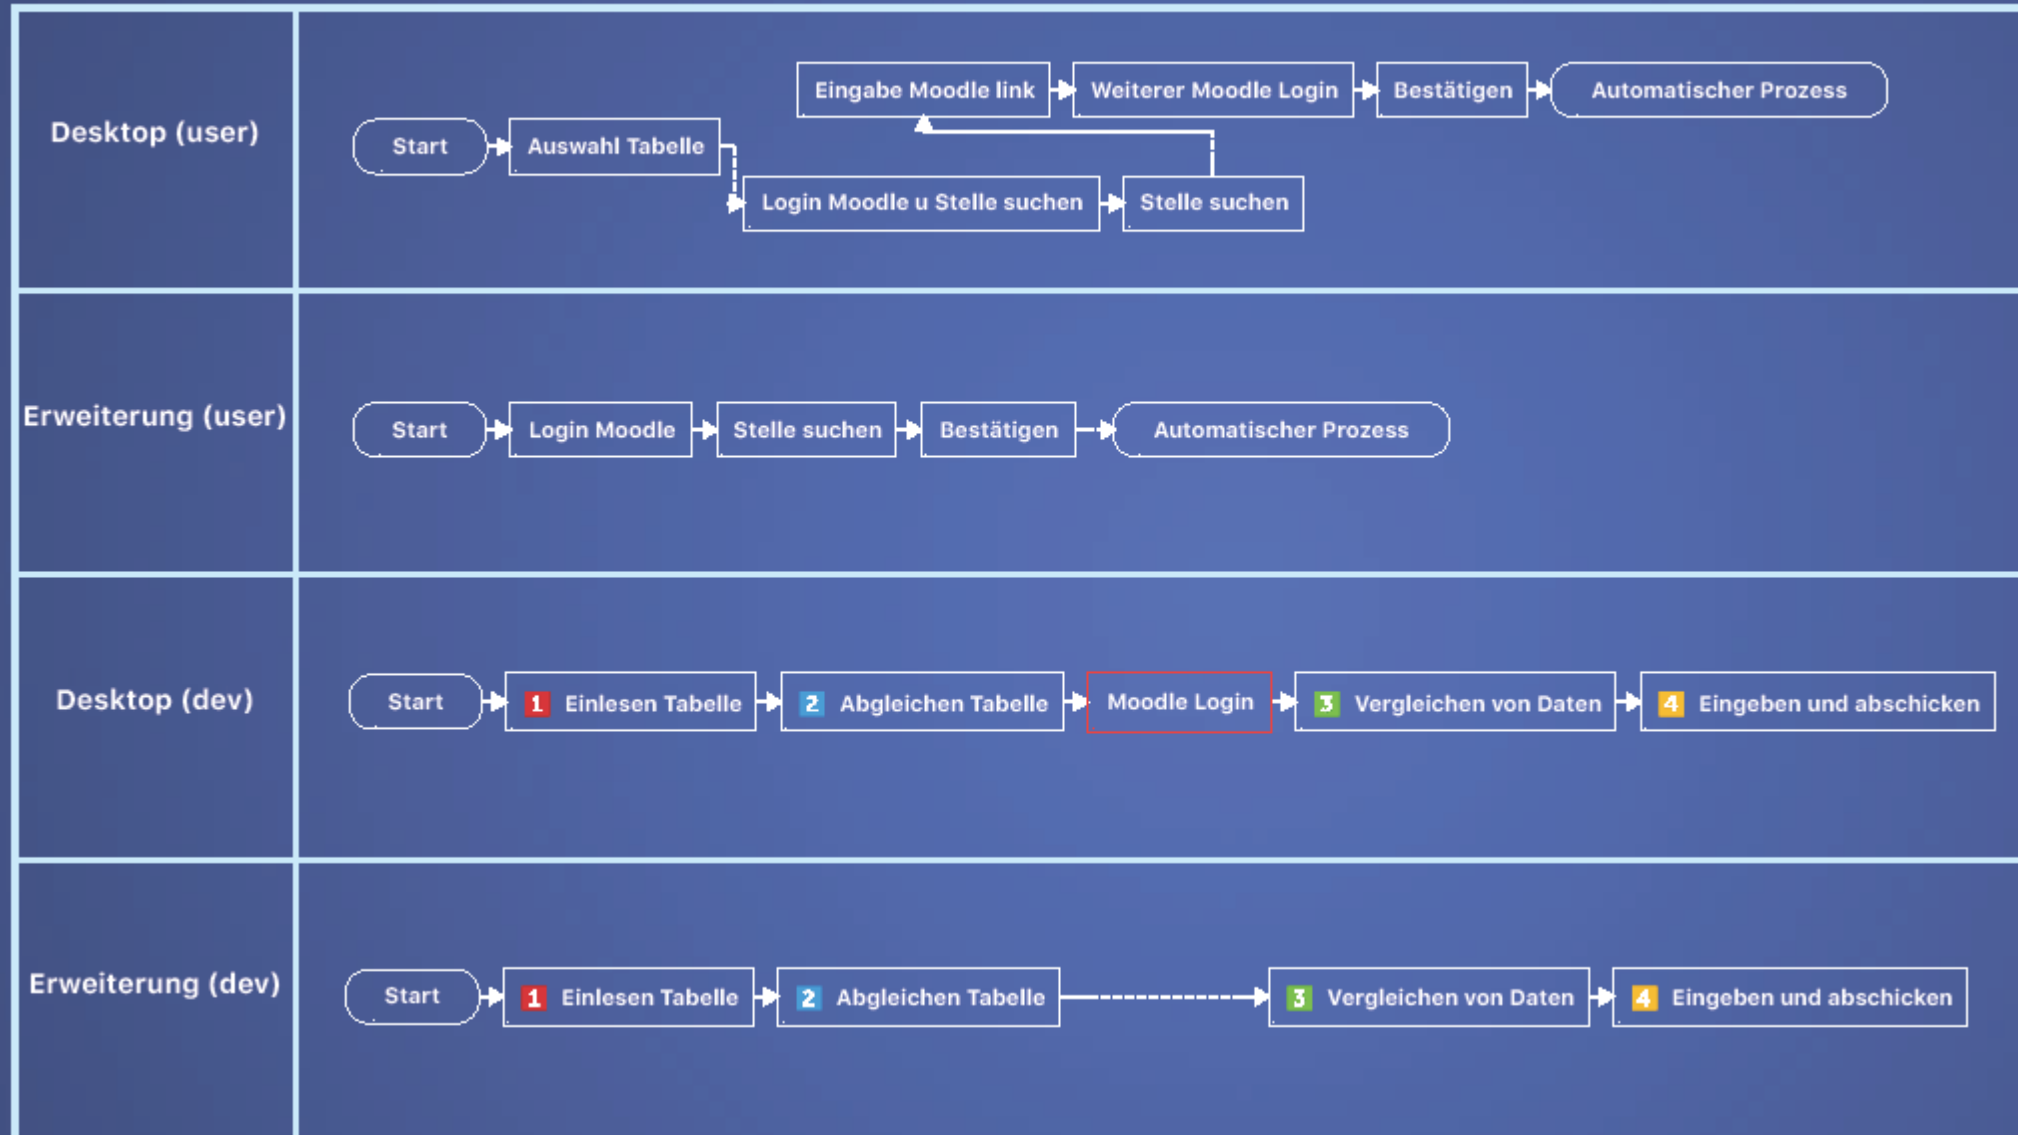 Desktop (user)
Start
Auswahl Tabelle
Login Moodle u Stelle suchen
Stelle suchen
Eingabe Moodle link
Weiterer Moodle Login
Bestätigen
Automatischer Prozess
Erweiterung (user)
Start
Login Moodle
Stelle suchen
Bestätigen
Automatischer Prozess
Desktop (dev)
Start
1 Einlesen Tabelle
2 Abgleichen Tabelle
Moodle Login
3 Vergleichen von Daten
4 Eingeben und abschicken
Erweiterung (dev)
Start
1 Einlesen Tabelle
2 Abgleichen Tabelle
3 Vergleichen von Daten
4 Eingeben und abschicken